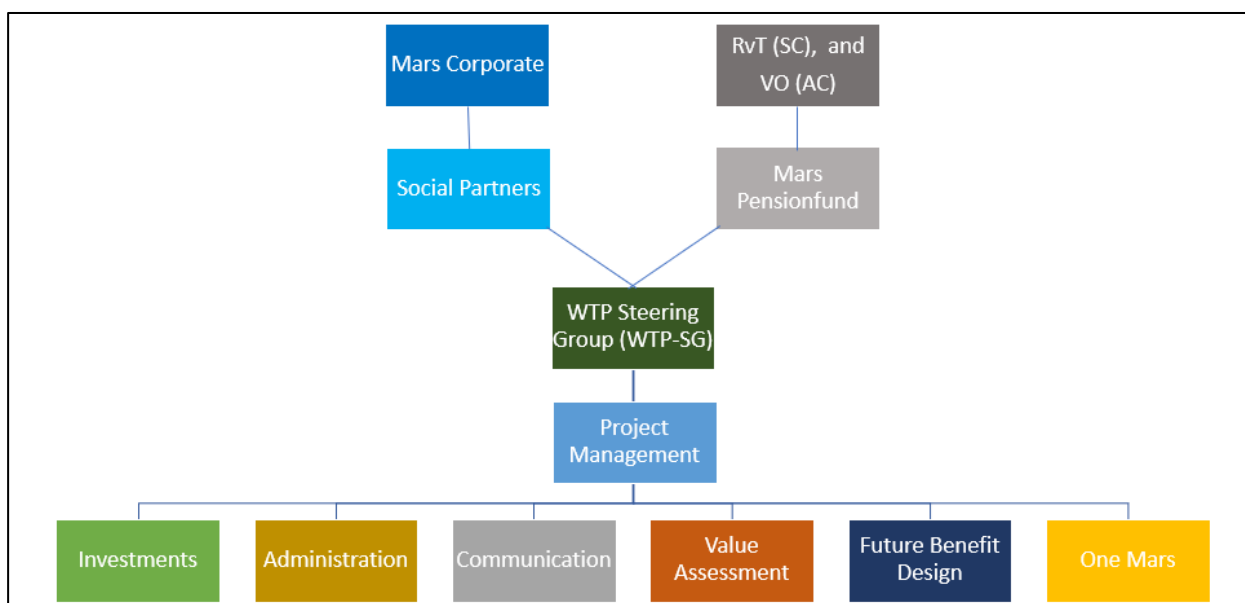 Mars Corporate
RvT (SC), and
VO (AC)
Social Partners
Mars
Pensionfund
WTP Steering
Group (WTP-SG)
Project
Management
Investments
Administration
Communication
Value
Assessment
Future Benefit
Design
One Mars